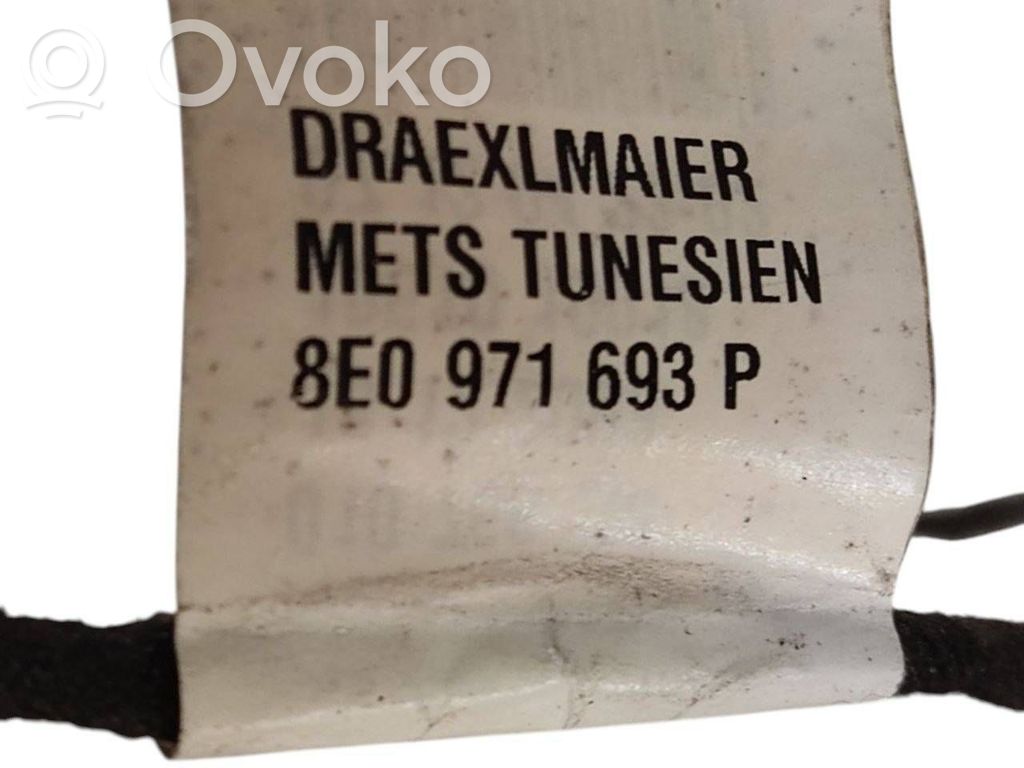 Ovoko
DRAEXLMAIER
METS TUNESIEN
8E0 971 693 P